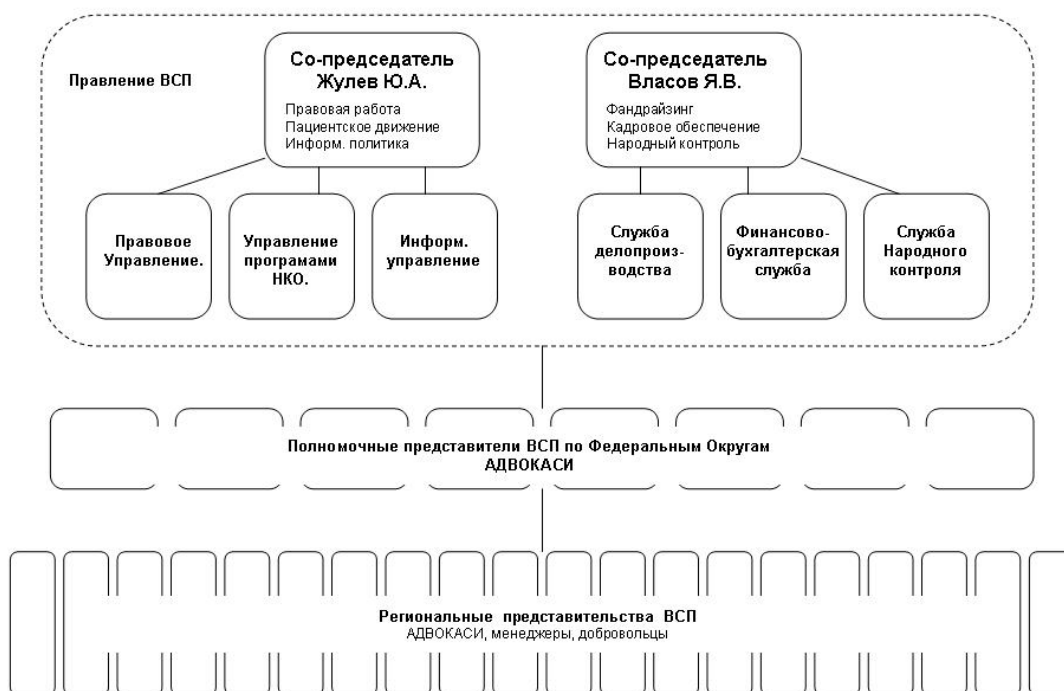 Правление ВСП
Со-председатель
Жулев Ю.А.
Правовая работа
Пациентское движение
Информ. политика
Со-председатель
Власов Я.В.
Фандрайзинг
Кадровое обеспечение
Народный контроль
Правовое
Управление.
Управление
програмами
НКО.
Информ.
управление
Служба
делопроиз-
водства
Финансово-
бухгалтерская
служба
Служба
Народного
контроля
Полномочные представители ВСП по Федеральным Округам
АДВОКАСИ
Региональные представительства ВСП
АДВОКАСИ, менеджеры, добровольцы